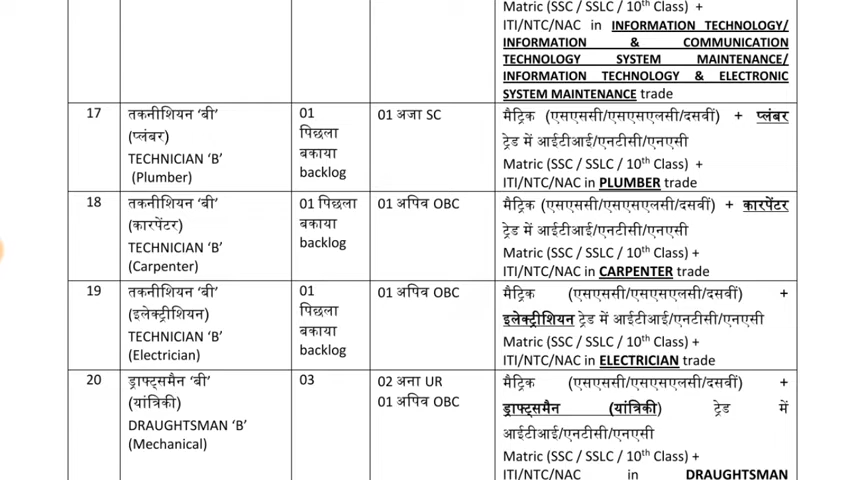 Matric (SSC / SSLC / 10th Class) +
ITI/NTC/NAC in INFORMATION TECHNOLOGY/
INFORMATION & COMMUNICATION
TECHNOLOGY SYSTEM MAINTENANCE/
INFORMATION TECHNOLOGY & ELECTRONIC
SYSTEM MAINTENANCE trade
17
तकनीशियन ‘बी’
(प्लंबर)
TECHNICIAN ‘B’
(Plumber)
01
पिछला
बकाया
backlog
01 अजा SC
मैट्रिक (एसएससी/एसएसएलसी/दसवीं) + प्लंबर
ट्रेड में आईटीआई/एनटीसी/एनएसी
Matric (SSC / SSLC / 10th Class) +
ITI/NTC/NAC in PLUMBER trade
18
तकनीशियन ‘बी’
(कारपेंटर)
TECHNICIAN ‘B’
(Carpenter)
01 पिछला
बकाया
backlog
01 अपिव OBC
मैट्रिक (एसएससी/एसएसएलसी/दसवीं) + कारपेंटर
ट्रेड में आईटीआई/एनटीसी/एनएसी
Matric (SSC / SSLC / 10th Class) +
ITI/NTC/NAC in CARPENTER trade
19
तकनीशियन ‘बी’
(इलेक्ट्रीशियन)
TECHNICIAN ‘B’
(Electrician)
01
पिछला
बकाया
backlog
01 अपिव OBC
मैट्रिक (एसएससी/एसएसएलसी/दसवीं) +
इलेक्ट्रीशियन ट्रेड में आईटीआई/एनटीसी/एनएसी
Matric (SSC / SSLC / 10th Class) +
ITI/NTC/NAC in ELECTRICIAN trade
20
ड्राफ्ट्समैन ‘बी’
(यांत्रिकी)
DRAUGHTSMAN ‘B’
(Mechanical)
03
02 अना UR
01 अपिव OBC
मैट्रिक (एसएससी/एसएसएलसी/दसवीं) +
ड्राफ्ट्समैन (यांत्रिकी) ट्रेड में
आईटीआई/एनटीसी/एनएसी
Matric (SSC / SSLC / 10th Class) +
ITI/NTC/NAC in DRAUGHTSMAN